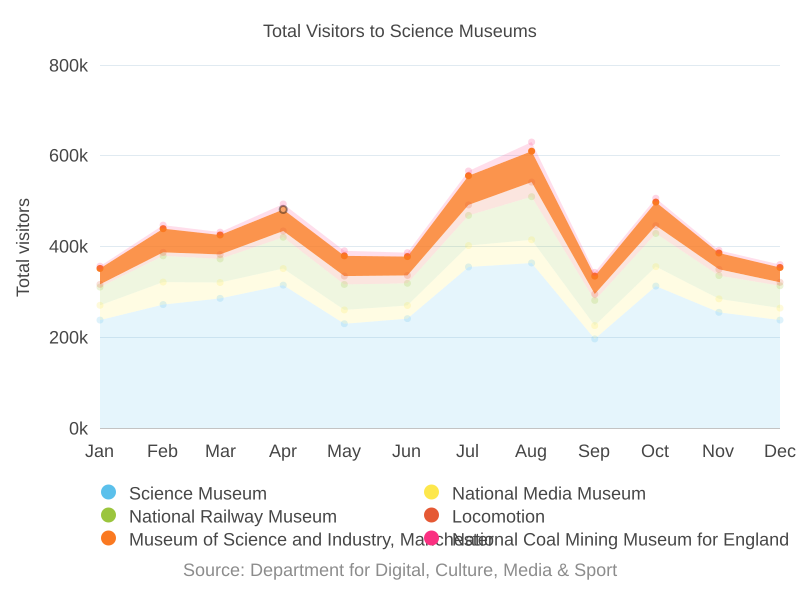 Total Visitors to Science Museums
Total visitors
800k
600k
400k
200k
0k
Jan Feb Mar Apr May Jun Jul Aug Sep Oct Nov Dec
Science Museum National Media Museum
National Railway Museum Locomotion
Museum of Science and Industry, Manchester National Coal Mining Museum for England
Source: Department for Digital, Culture, Media & Sport